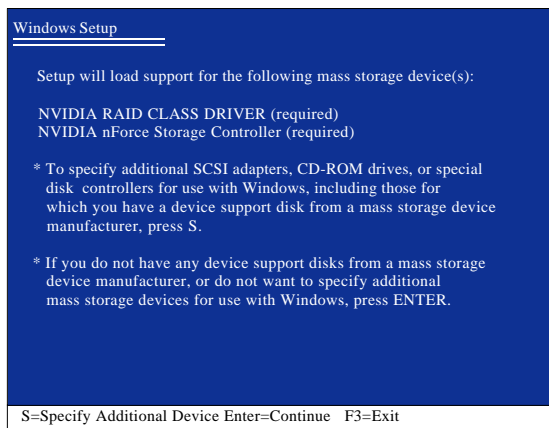 Windows Setup
Setup will load support for the following mass storage device(s):
NVIDIA RAID CLASS DRIVER (required)
NVIDIA nForce Storage Controller (required)
* To specify additional SCSI adapters, CD-ROM drives, or special
disk controllers for use with Windows, including those for
which you have a device support disk from a mass storage device
manufacturer, press S.
* If you do not have any device support disks from a mass storage
device manufacturer, or do not want to specify additional
mass storage devices for use with Windows, press ENTER.
S=Specify Additional Device Enter=Continue F3=Exit